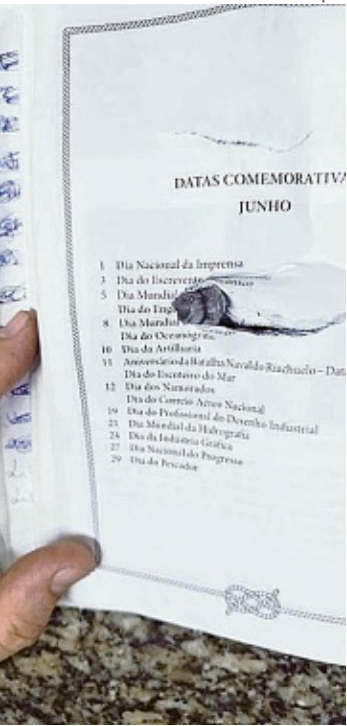 DATAS COMEMORATIVA
JUNHO
1 Dia Nacional da Imprensa
3 Dia do Escrevente
5 Dia Mundial
Dia do
8 Dia Mundial
Dia do
10 Dia da Artilharia
11 Aniversário da Batalha Naval do Riachuelo – Data
Dia do Escoteiro do Mar
12 Dia dos Namorados
Dia do Correio Aéreo Nacional
19 Dia do Profissional do Desenho Industrial
21 Dia Mundial da Hidrografia
24 Dia da Indústria Gráfica
27 Dia Nacional do Progresso
29 Dia do Pescador